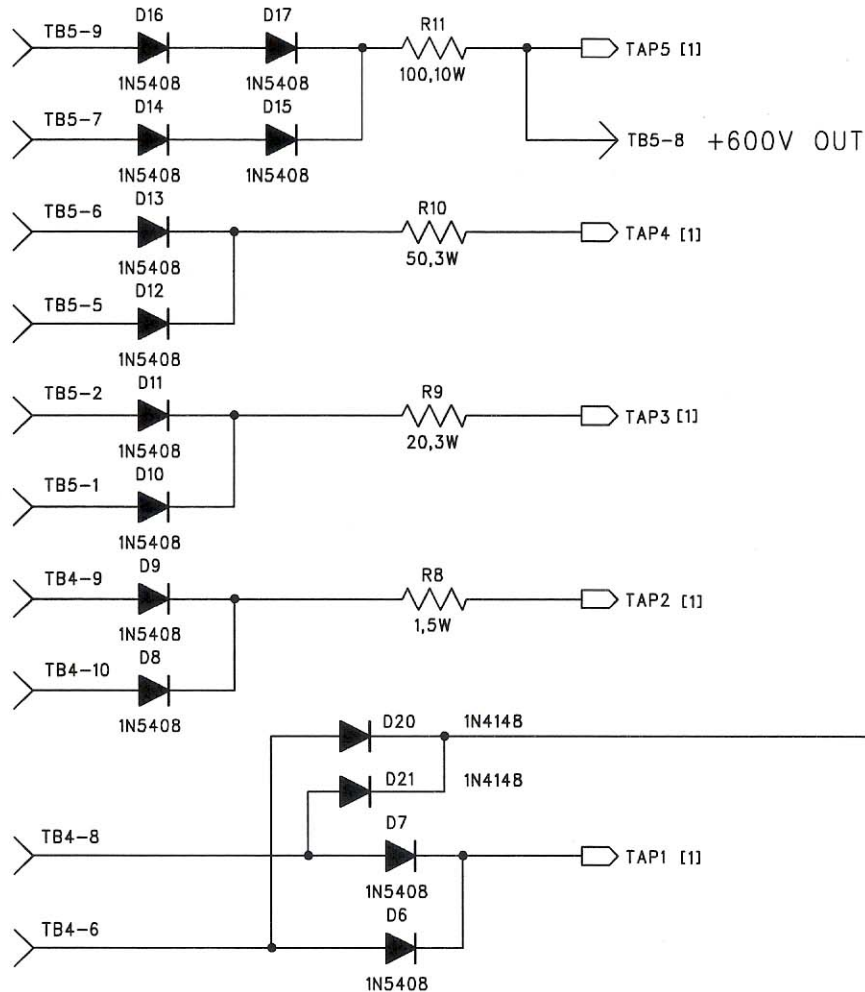 D16 D17 R11
TB5-9 TAP5 [1]
1N5408 1N5408 100,10W
D14 D15
TB5-7 TB5-8 +600V OUT
1N5408 1N5408
D13
TB5-6 R10 TAP4 [1]
1N5408 50,3W
D12
TB5-5
1N5408
D11
TB5-2 R9 TAP3 [1]
1N5408 20,3W
D10
TB5-1
1N5408
D9
TB4-9 R8 TAP2 [1]
1N5408 1,5W
D8
TB4-10
1N5408
D20 1N4148
D21 1N4148
D7
TB4-8 TAP1 [1]
1N5408
D6
TB4-6
1N5408